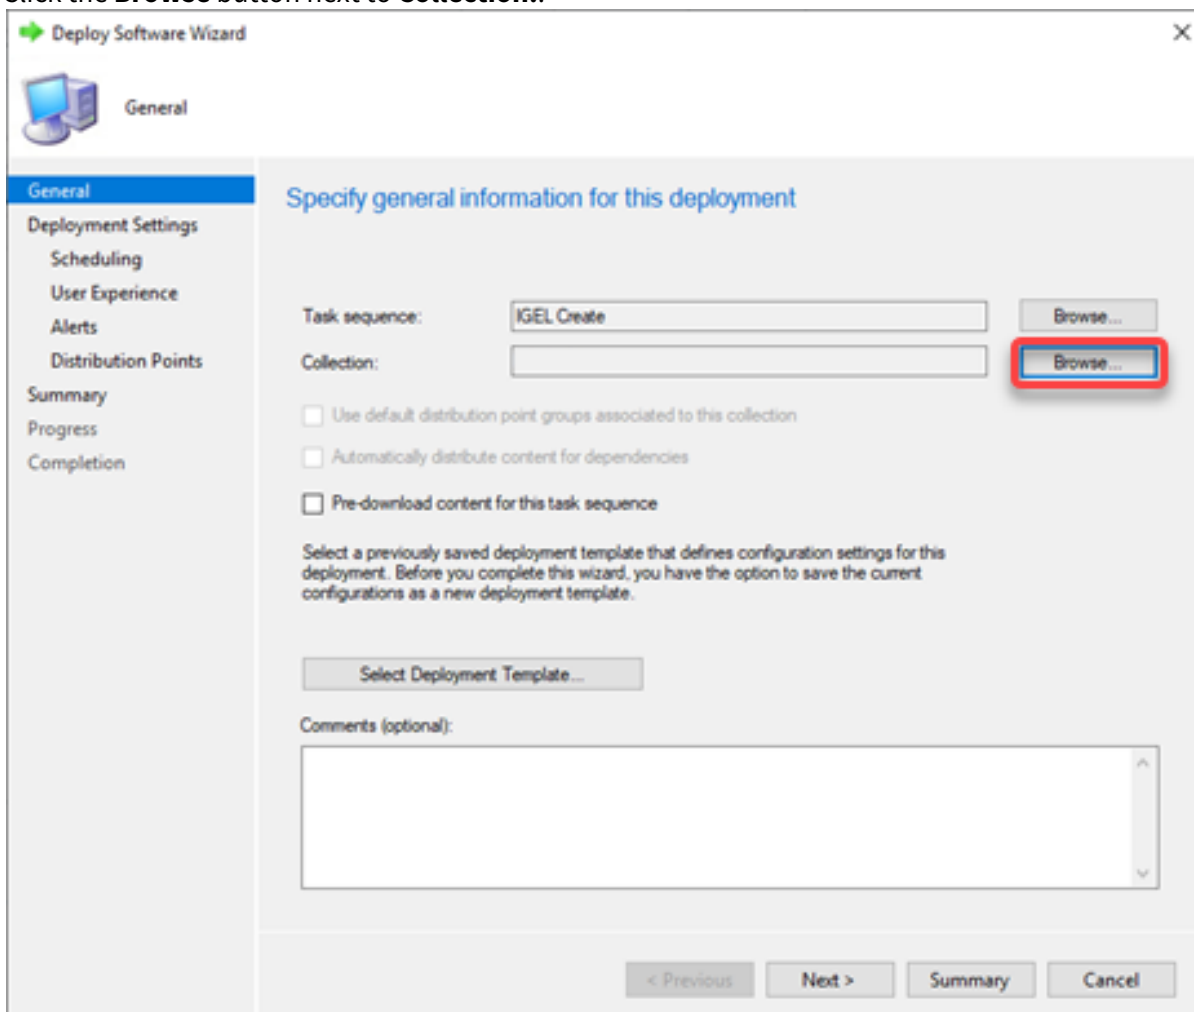 Deploy Software Wizard
General
General
Deployment Settings
Scheduling
User Experience
Alerts
Distribution Points
Summary
Progress
Completion
Specify general information for this deployment
Task sequence: IGEL Create Browse...
Collection: Browse...
Use default distribution point groups associated to this collection
Automatically distribute content for dependencies
Pre-download content for this task sequence
Select a previously saved deployment template that defines configuration settings for this
deployment. Before you complete this wizard, you have the option to save the current
configurations as a new deployment template.
Select Deployment Template...
Comments (optional):
< Previous Next > Summary Cancel